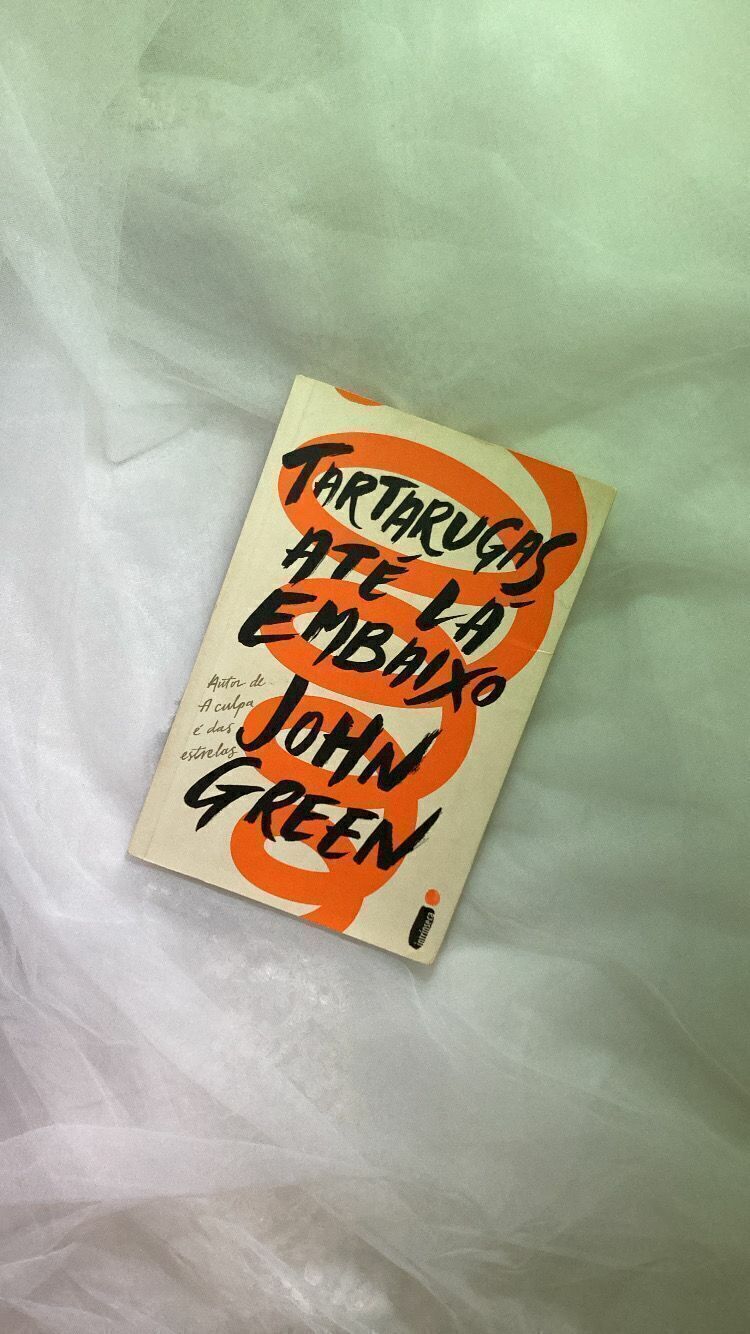 TARTARUGAS
ATÉ LÁ
EMBAIXO
Autor de
A culpa
é das
estrelas
JOHN
GREEN
intrínseca